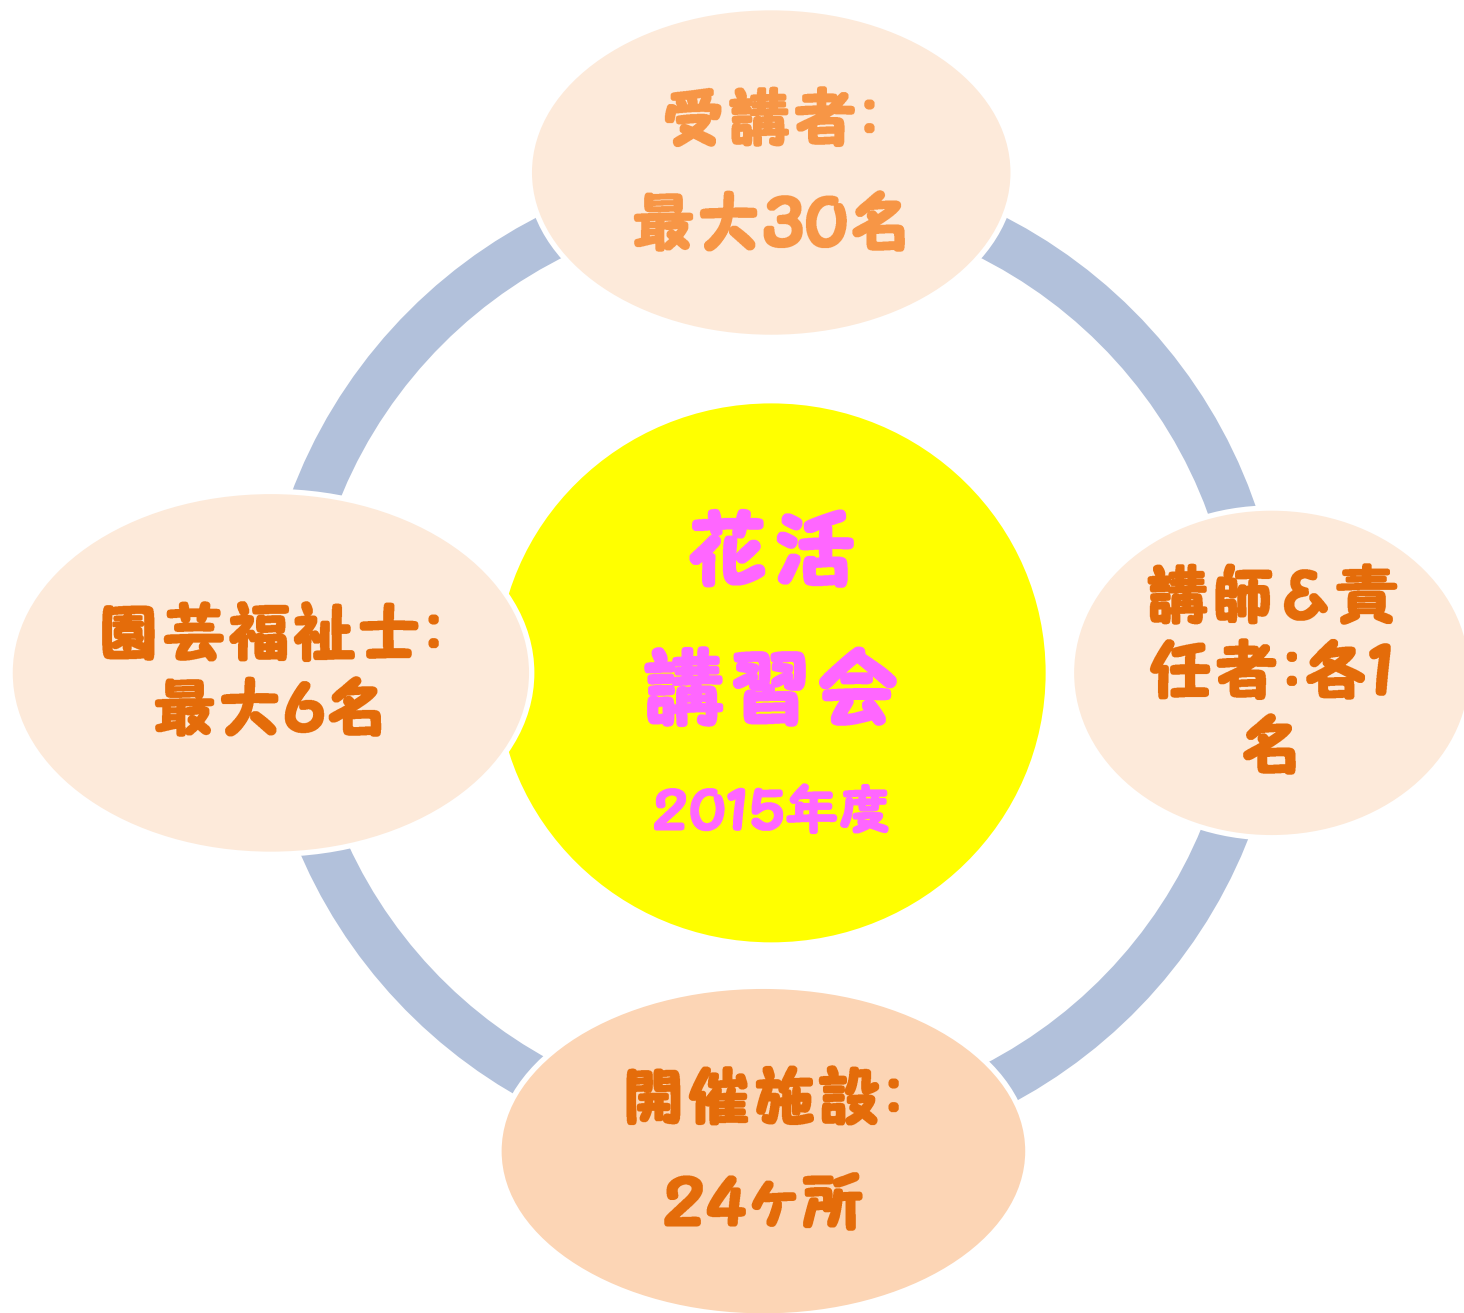 受講者:
最大30名
園芸福祉士:
最大6名
花活
講習会
2015年度
講師&責
任者:各1
名
開催施設:
24ヶ所